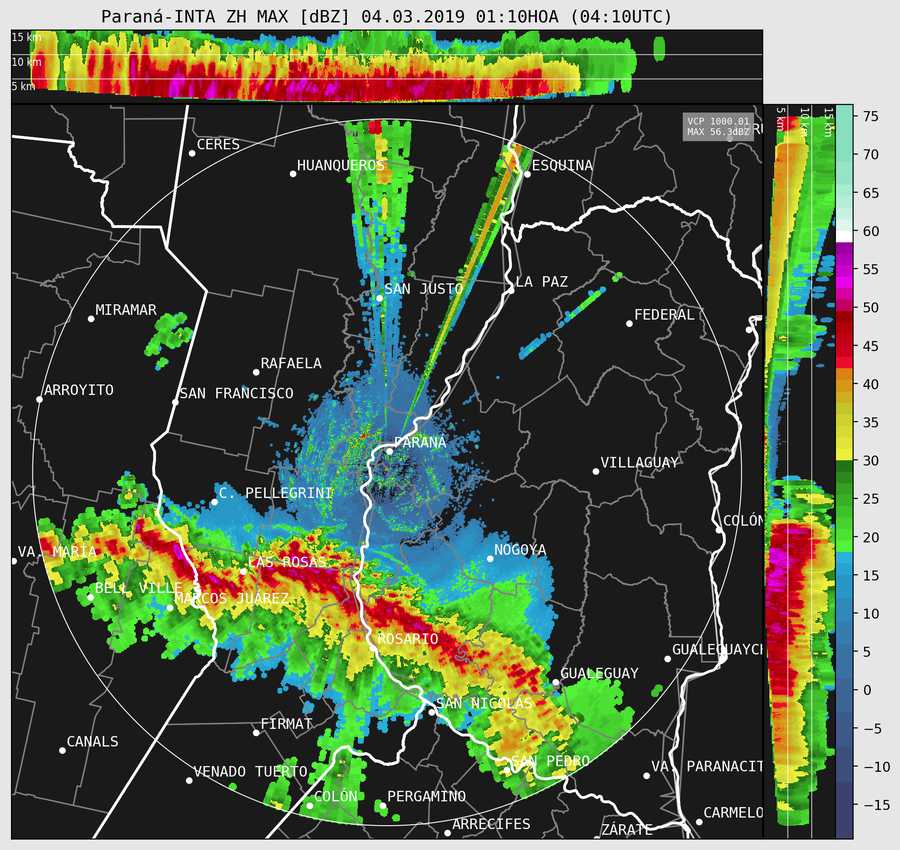 Paraná-INTA ZH MAX [dBZ] 04.03.2019 01:10HOA (04:10UTC)
15 km
10 km
5 km
VCP 1000.01
MAX 56.3dBZ
5 km
10 km
15 km
75
70
65
60
55
50
45
40
35
30
25
20
15
10
5
0
−5
−10
−15
CERES
HUANQUEROS
ESQUINA
SAN JUSTO
LA PAZ
MIRAMAR
FEDERAL
RAFAELA
ARROYITO
SAN FRANCISCO
PARANÁ
VILLAGUAY
C. PELLEGRINI
COLÓN
NOGOYA
VA. MARÍA
LAS ROSAS
BELL VILLE
MARCOS JUÁREZ
ROSARIO
GUALEGUAYCH
GUALEGUAY
SAN NICOLÁS
FIRMAT
CANALS
SAN PEDRO
VENADO TUERTO
VA. PARANACIT
COLÓN
PERGAMINO
CARMELO
ARRECIFES
ZÁRATE